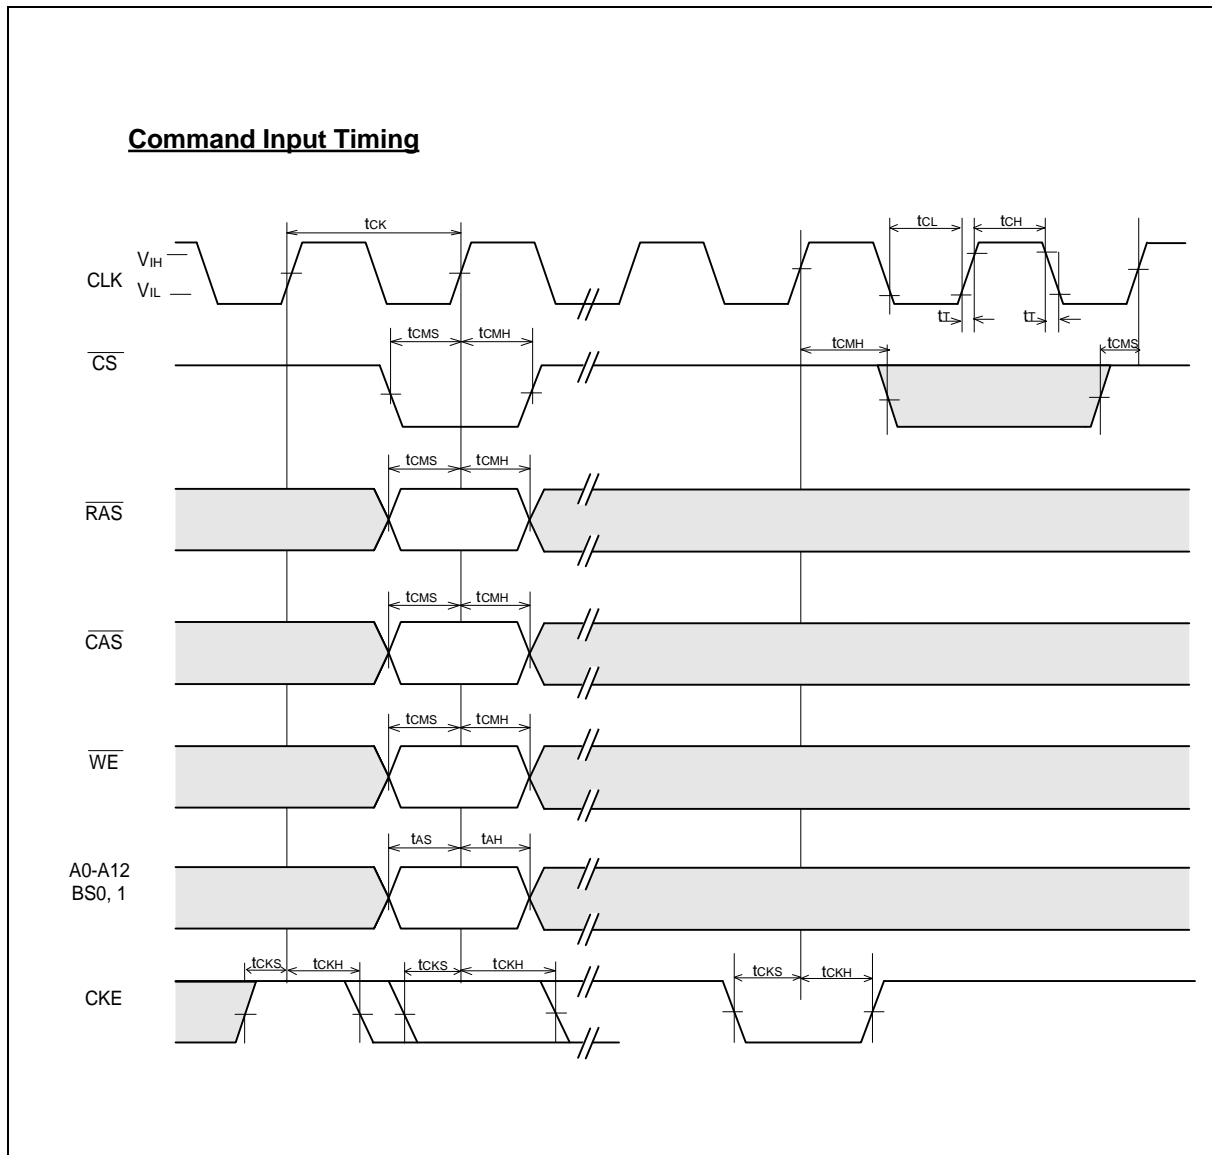 Command Input Timing
tCK
tCL
tCH
VIH
CLK
VIL
tT
tT
tCMS
tCMH
tCMH
tCMS
CS
tCMS
tCMH
RAS
tCMS
tCMH
CAS
tCMS
tCMH
WE
tAS
tAH
A0-A12
BS0, 1
tCKS
tCKH
tCKS
tCKH
tCKS
tCKH
CKE